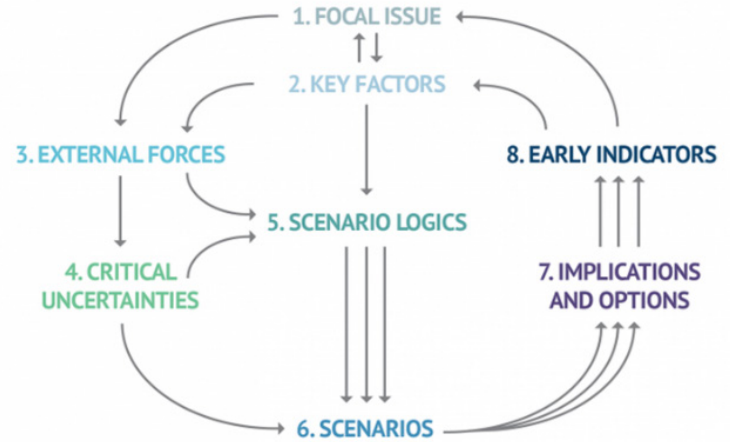 1. FOCAL ISSUE
2. KEY FACTORS
3. EXTERNAL FORCES
8. EARLY INDICATORS
5. SCENARIO LOGICS
4. CRITICAL
UNCERTAINTIES
7. IMPLICATIONS
AND OPTIONS
6. SCENARIOS